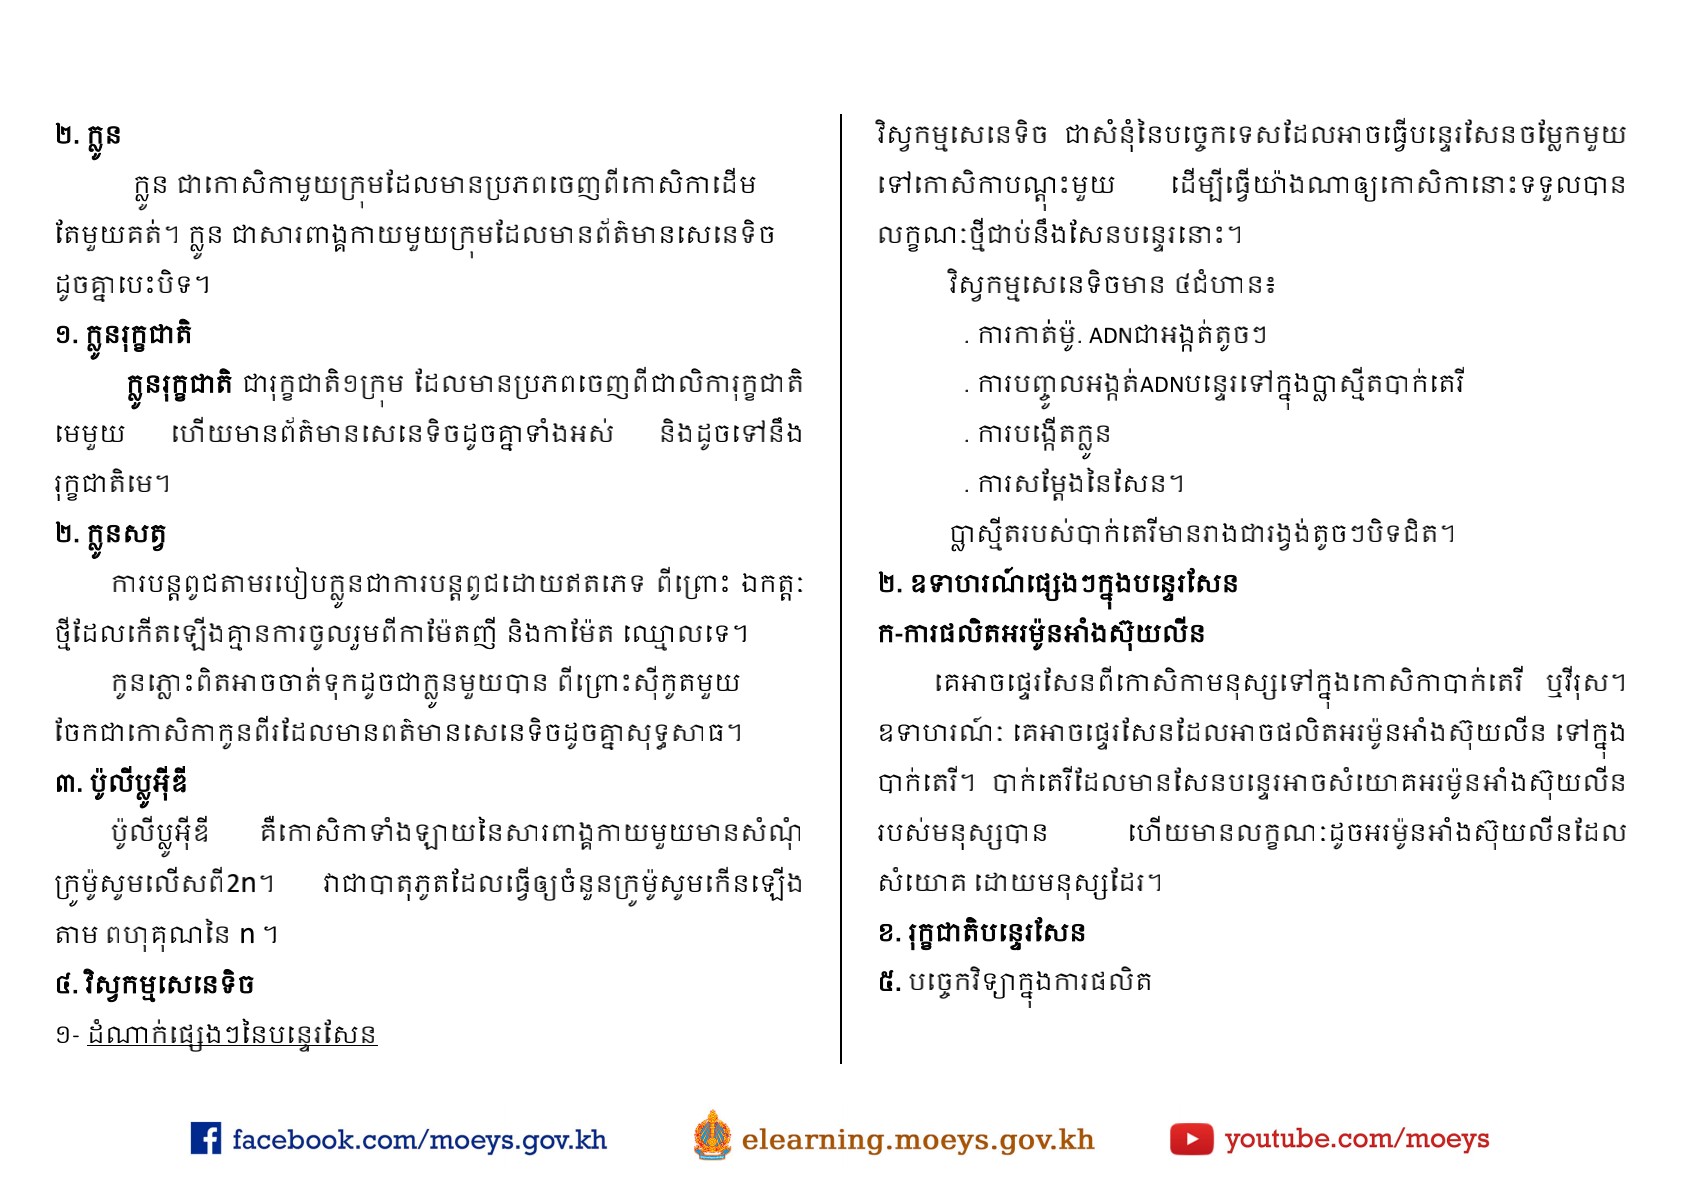 ២. ក្លូន
ក្លូន ជាកោសិកាមួយក្រុមដែលមានប្រភពចេញពីកោសិកាដើម
តែមួយគត់។ ក្លូន ជាសារពាង្គកាយមួយក្រុមដែលមានព័ត៌មានសេនេទិច
ដូចគ្នាបេះបិទ។
១. ក្លូនរុក្ខជាតិ
ក្លូនរុក្ខជាតិ ជារុក្ខជាតិ១ក្រុម ដែលមានប្រភពចេញពីជាលិការុក្ខជាតិ
មេមួយ ហើយមានព័ត៌មានសេនេទិចដូចគ្នាទាំងអស់ និងដូចទៅនឹង
រុក្ខជាតិមេ។
២. ក្លូនសត្វ
ការបន្តពូជតាមរបៀបក្លូនជាការបន្តពូជដោយឥតភេទ ពីព្រោះ ឯកត្តៈ
ថ្មីដែលកើតឡើងគ្មានការចូលរួមពីកាម៉ែតញី និងកាម៉ែត ឈ្មោលទេ។
កូនភ្លោះពិតអាចចាត់ទុកដូចជាក្លូនមួយបាន ពីព្រោះស៊ីកូតមួយ
ចែកជាកោសិកាកូនពីរដែលមានពត៌មានសេនេទិចដូចគ្នាសុទ្ធសាធ។
៣. ប៉ូលីប្លូអ៊ីឌី
ប៉ូលីប្លូអ៊ីឌី គឺកោសិកាទាំងឡាយនៃសារពាង្គកាយមួយមានសំណុំ
ក្រូម៉ូសូមលើសពី2n។ វាជាបាតុភូតដែលធ្វើឲ្យចំនួនក្រូម៉ូសូមកើនឡើង
តាម ពហុគុណនៃ n ។
៤. វិស្វកម្មសេនេទិច
១- ដំណាក់ផ្សេងៗនៃបន្ទេរសែន
វិស្វកម្មសេនេទិច ជាសំនុំនៃបច្ចេកទេសដែលអាចធ្វើបន្ទេរសែនចម្លែកមួយ
ទៅកោសិកាបណ្តុះមួយ ដើម្បីធ្វើយ៉ាងណាឲ្យកោសិកានោះទទួលបាន
លក្ខណៈថ្មីជាប់នឹងសែនបន្ទេរនោះ។
វិស្វកម្មសេនេទិចមាន ៤ជំហាន៖
. ការកាត់ម៉ូ. ADNជាអង្កត់តូចៗ
. ការបញ្ចូលអង្កត់ADNបន្ទេរទៅក្នុងប្លាស្មីតបាក់តេរី
. ការបង្កើតក្លូន
. ការសម្តែងនៃសែន។
ប្លាស្មីតរបស់បាក់តេរីមានរាងជារង្វង់តូចៗបិទជិត។
២. ឧទាហរណ៍ផ្សេងៗក្នុងបន្ទេរសែន
ក-ការផលិតអរម៉ូនអាំងស៊ុយលីន
គេអាចផ្ទេរសែនពីកោសិកាមនុស្សទៅក្នុងកោសិកាបាក់តេរី ឬវីរុស។
ឧទាហរណ៍ៈ គេអាចផ្ទេរសែនដែលអាចផលិតអរម៉ូនអាំងស៊ុយលីន ទៅក្នុង
បាក់តេរី។ បាក់តេរីដែលមានសែនបន្ទេរអាចសំយោគអរម៉ូនអាំងស៊ុយលីន
របស់មនុស្សបាន ហើយមានលក្ខណៈដូចអរម៉ូនអាំងស៊ុយលីនដែល
សំយោគ ដោយមនុស្សដែរ។
ខ. រុក្ខជាតិបន្ទេរសែន
៥. បច្ចេកវិទ្យាក្នុងការផលិត
facebook.com/moeys.gov.kh
elearning.moeys.gov.kh
youtube.com/moeys